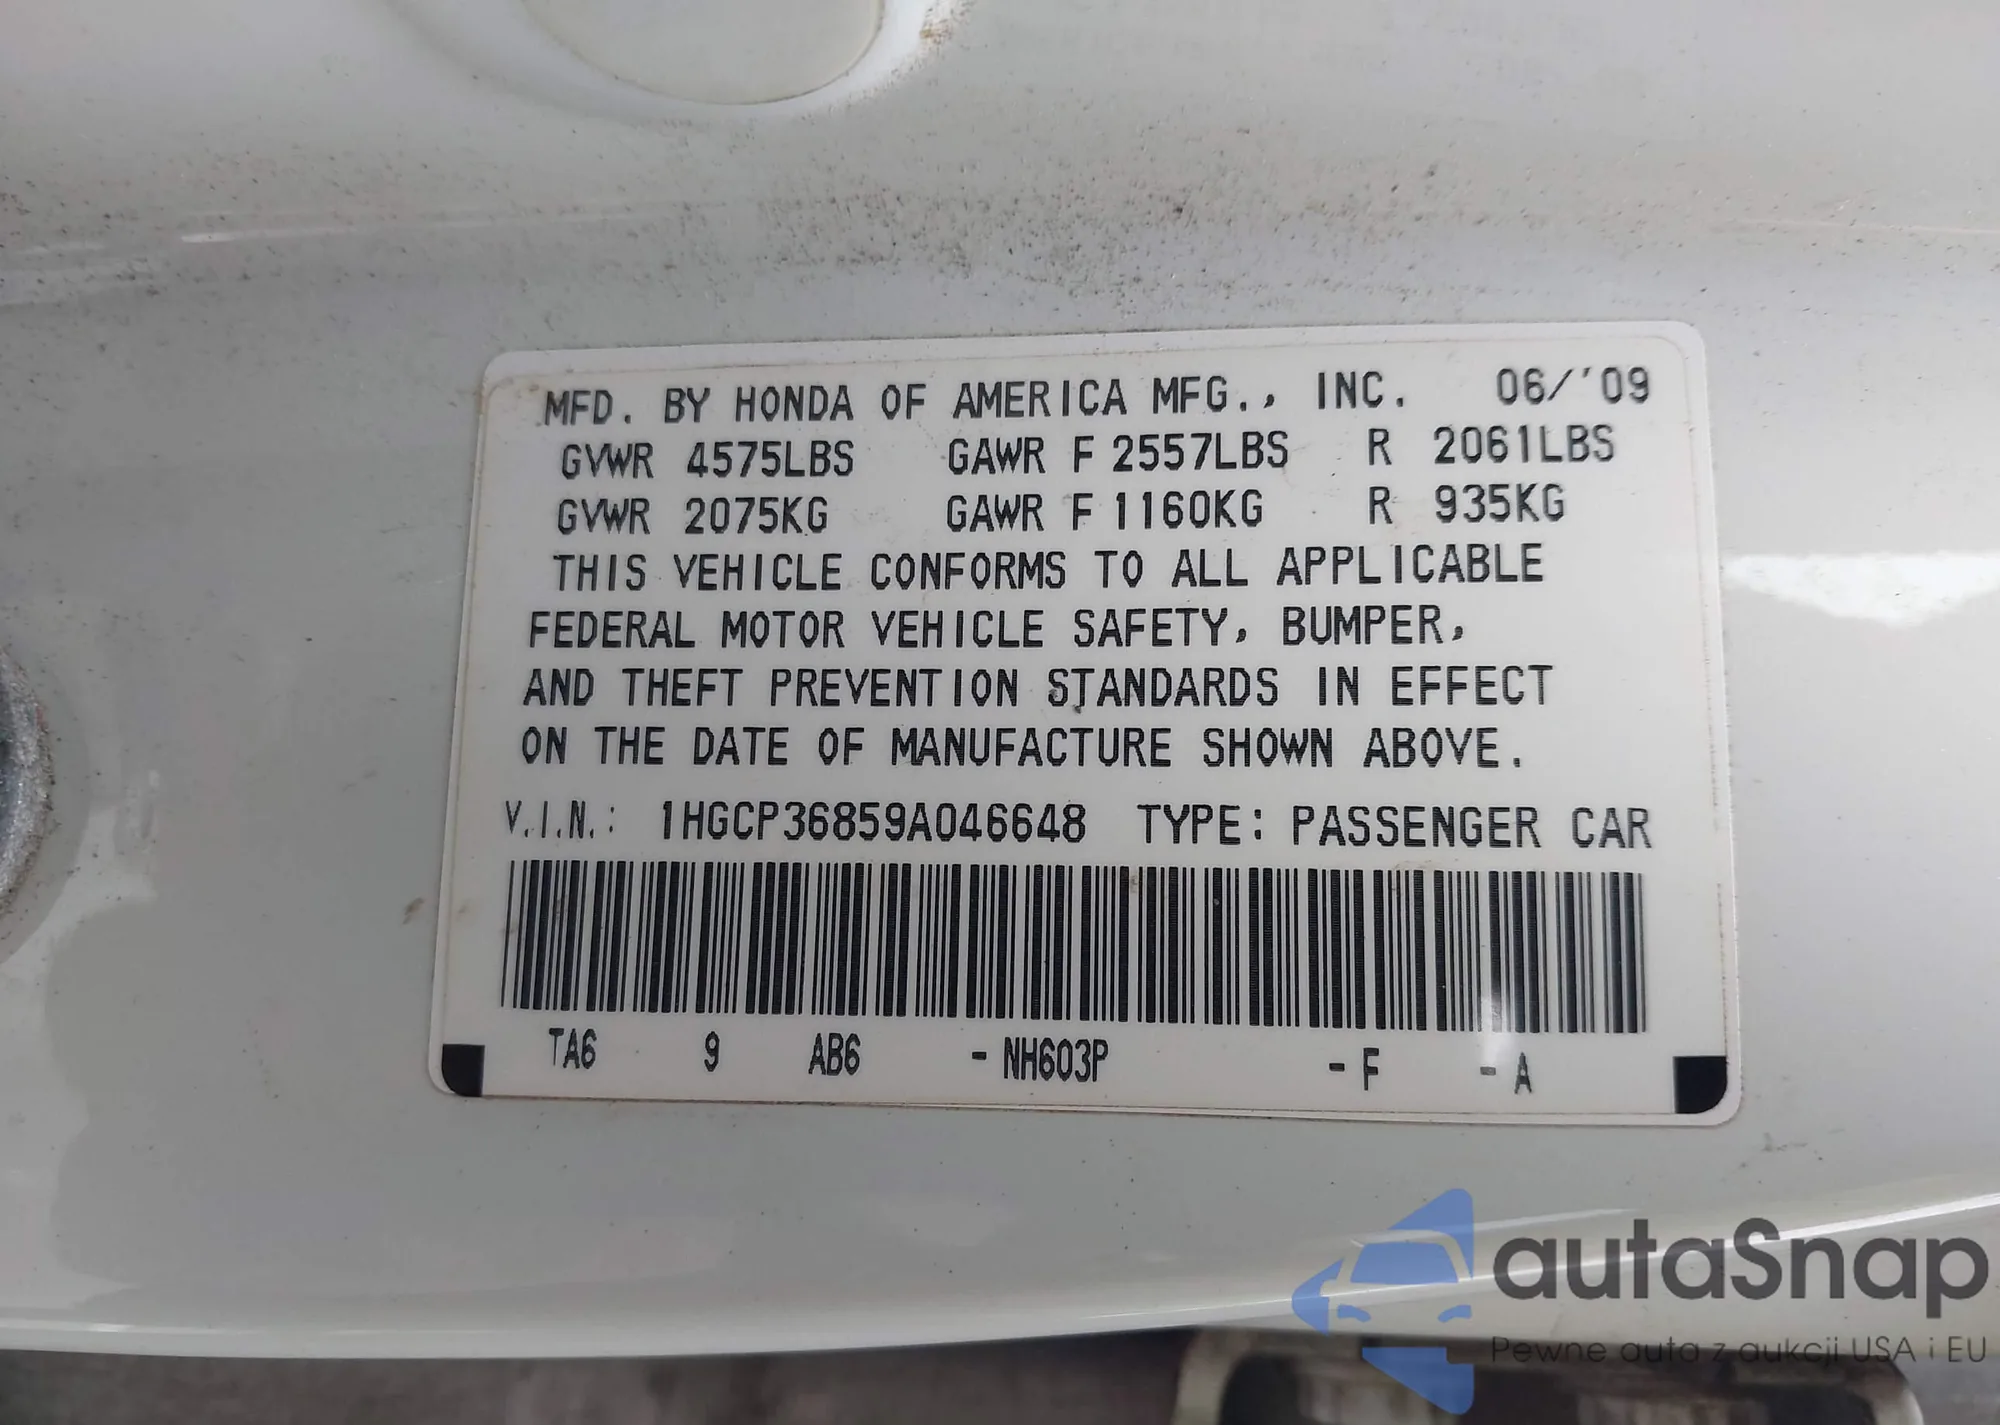 MFD. BY HONDA OF AMERICA MFG., INC. 06/'09
GVWR 4575LBS GAWR F 2557LBS R 2061LBS
GVWR 2075KG GAWR F 1160KG R 935KG
THIS VEHICLE CONFORMS TO ALL APPLICABLE
FEDERAL MOTOR VEHICLE SAFETY, BUMPER,
AND THEFT PREVENTION STANDARDS IN EFFECT
ON THE DATE OF MANUFACTURE SHOWN ABOVE.
V.I.N.: 1HGCP36859A046648 TYPE: PASSENGER CAR
TA6 9 AB6 -NH603P -F -A
autaSnap
Pewne auta z aukcji USA i EU